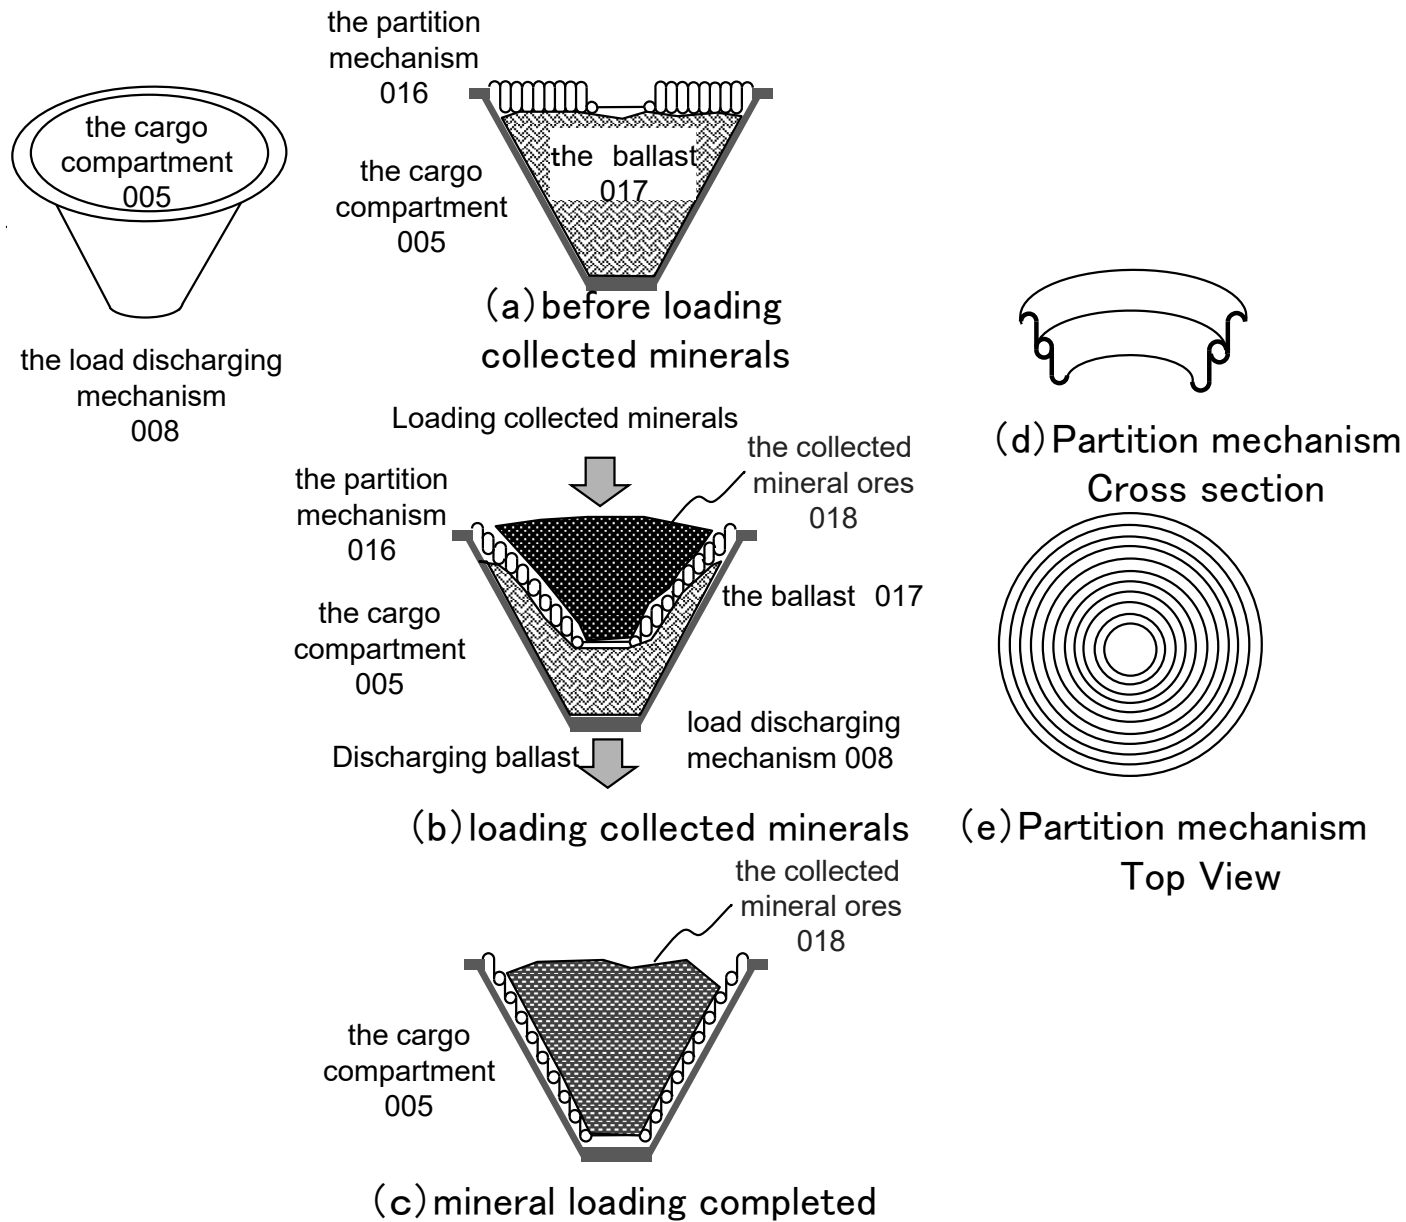 the cargo
compartment
005
the load discharging
mechanism
008
the partition
mechanism
016
the cargo
compartment
005
the ballast
017
(a)before loading
collected minerals
Loading collected minerals
the partition
mechanism
016
the collected
mineral ores
018
the cargo
compartment
005
the ballast 017
Discharging ballast
load discharging
mechanism 008
(b)loading collected minerals
the collected
mineral ores
018
the cargo
compartment
005
(c)mineral loading completed
(d)Partition mechanism
Cross section
(e)Partition mechanism
Top View